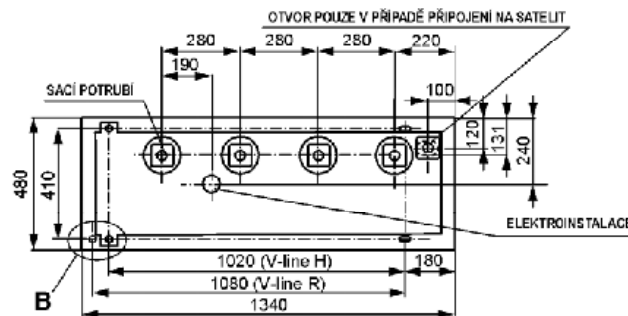 OTVOR POUZE V PŘÍPADĚ PŘIPOJENÍ NA SATELIT
280
280
280
220
190
100
SACÍ POTRUBÍ
480
410
120
131
240
ELEKTROINSTALACE
1020 (V-line H)
180
1080 (V-line R)
B
1340